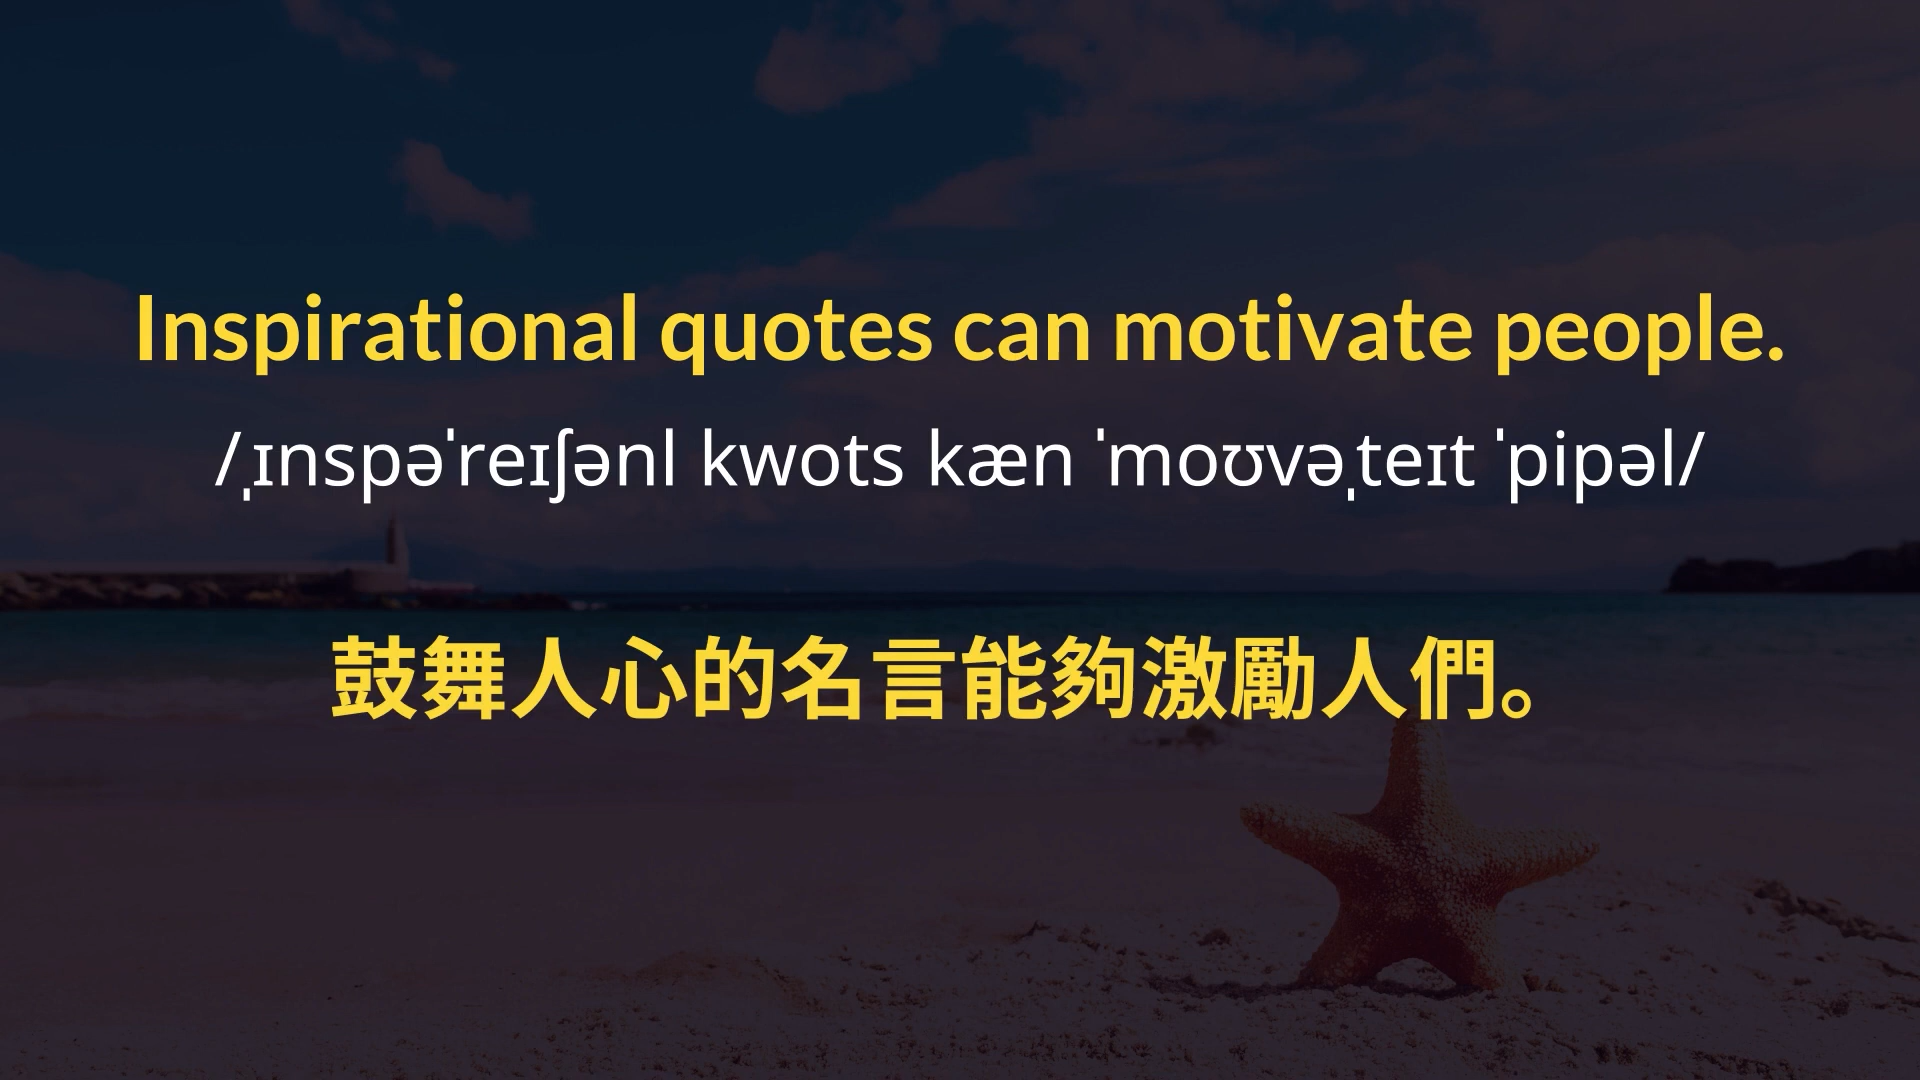 Inspirational quotes can motivate people.
/ˌɪnspəˈreɪʃənl kwots kæn ˈmoʊvəˌteɪt ˈpipəl/
鼓舞人心的名言能夠激勵人們。